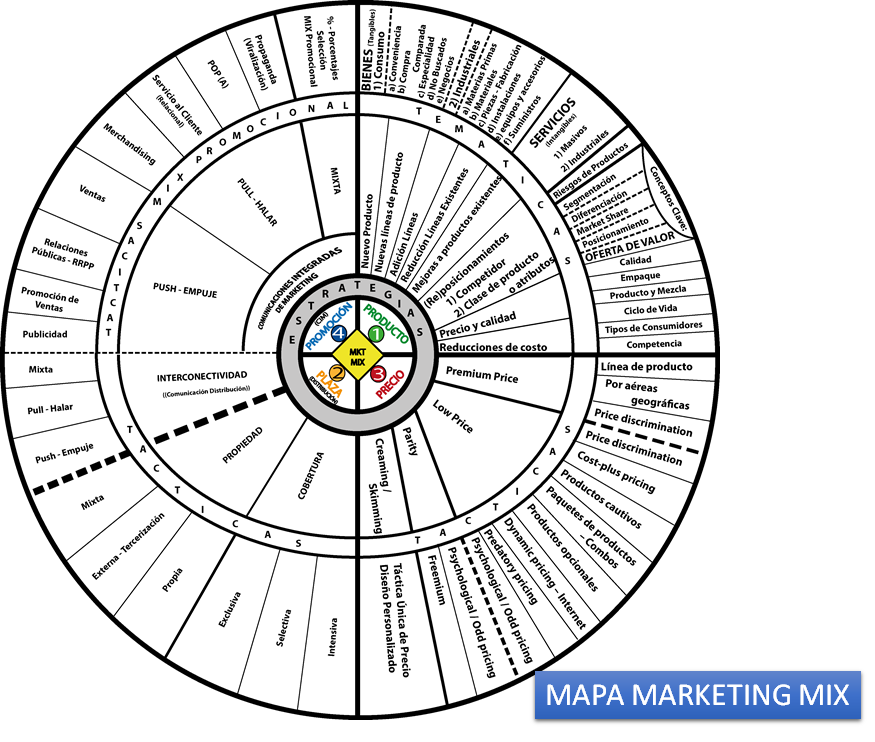 % - Porcentajes
Selección
MIX Promocional
Propaganda
(Viralización)
POP (A)
Servicio al Cliente
(Relacional)
Merchandising
Ventas
Relaciones
Públicas - RRPP
Promoción de
Ventas
Publicidad
TACTICAS MIX PROMOCIONAL
MIXTA
PULL - HALAR
PUSH - EMPUJE
COMUNICACIONES INTEGRADAS
DE MARKETING
BIENES (Tangibles)
1) Consumo
a) Conveniencia
b) Compra
Comparada
c) Especialidad
d) No Buscados
e) Negocios
2) Industriales
a) Materias Primas
b) Materiales
c) Piezas - Fabricación
d) Instalaciones
e) equipos y accesorios
f) Suministros
SERVICIOS
(intangibles)
1) Masivos
2) Industriales
Riesgos de Productos
Conceptos Clave:
Segmentación
Diferenciación
Market Share
Posicionamiento
OFERTA DE VALOR
Calidad
Empaque
Producto y Mezcla
Ciclo de Vida
Tipos de Consumidores
Competencia
TEMATICAS
Nuevo Producto
Nuevas líneas de producto
Adición Líneas
Reducción Líneas Existentes
Mejoras a productos existentes
(Re)posicionamientos
1) Competidor
2) Clase de producto
o atributos
Precio y calidad
Reducciones de costo
ESTRATEGIAS
PROMOCIÓN
(CIM)
4
PRODUCTO
1
MKT
MIX
2
PLAZA
(DISTRIBUCIÓN)
3
PRECIO
Premium Price
Low Price
Parity
Creaming /
Skimming
TACTICAS
Línea de producto
Por aéreas
geográficas
Price discrimination
Price discrimination
Cost-plus pricing
Productos cautivos
Paquetes de productos
– Combos
Productos opcionales
Dynamic pricing – Internet
Predatory pricing
Psychological / Odd pricing
Psychological / Odd pricing
Freemium
Táctica Única de Precio
Diseño Personalizado
INTERCONECTIVIDAD
((Comunicación Distribución))
PROPIEDAD
COBERTURA
TACTICAS
Mixta
Pull - Halar
Push - Empuje
Mixta
Externa - Tercerización
Propia
Exclusiva
Selectiva
Intensiva
MAPA MARKETING MIX